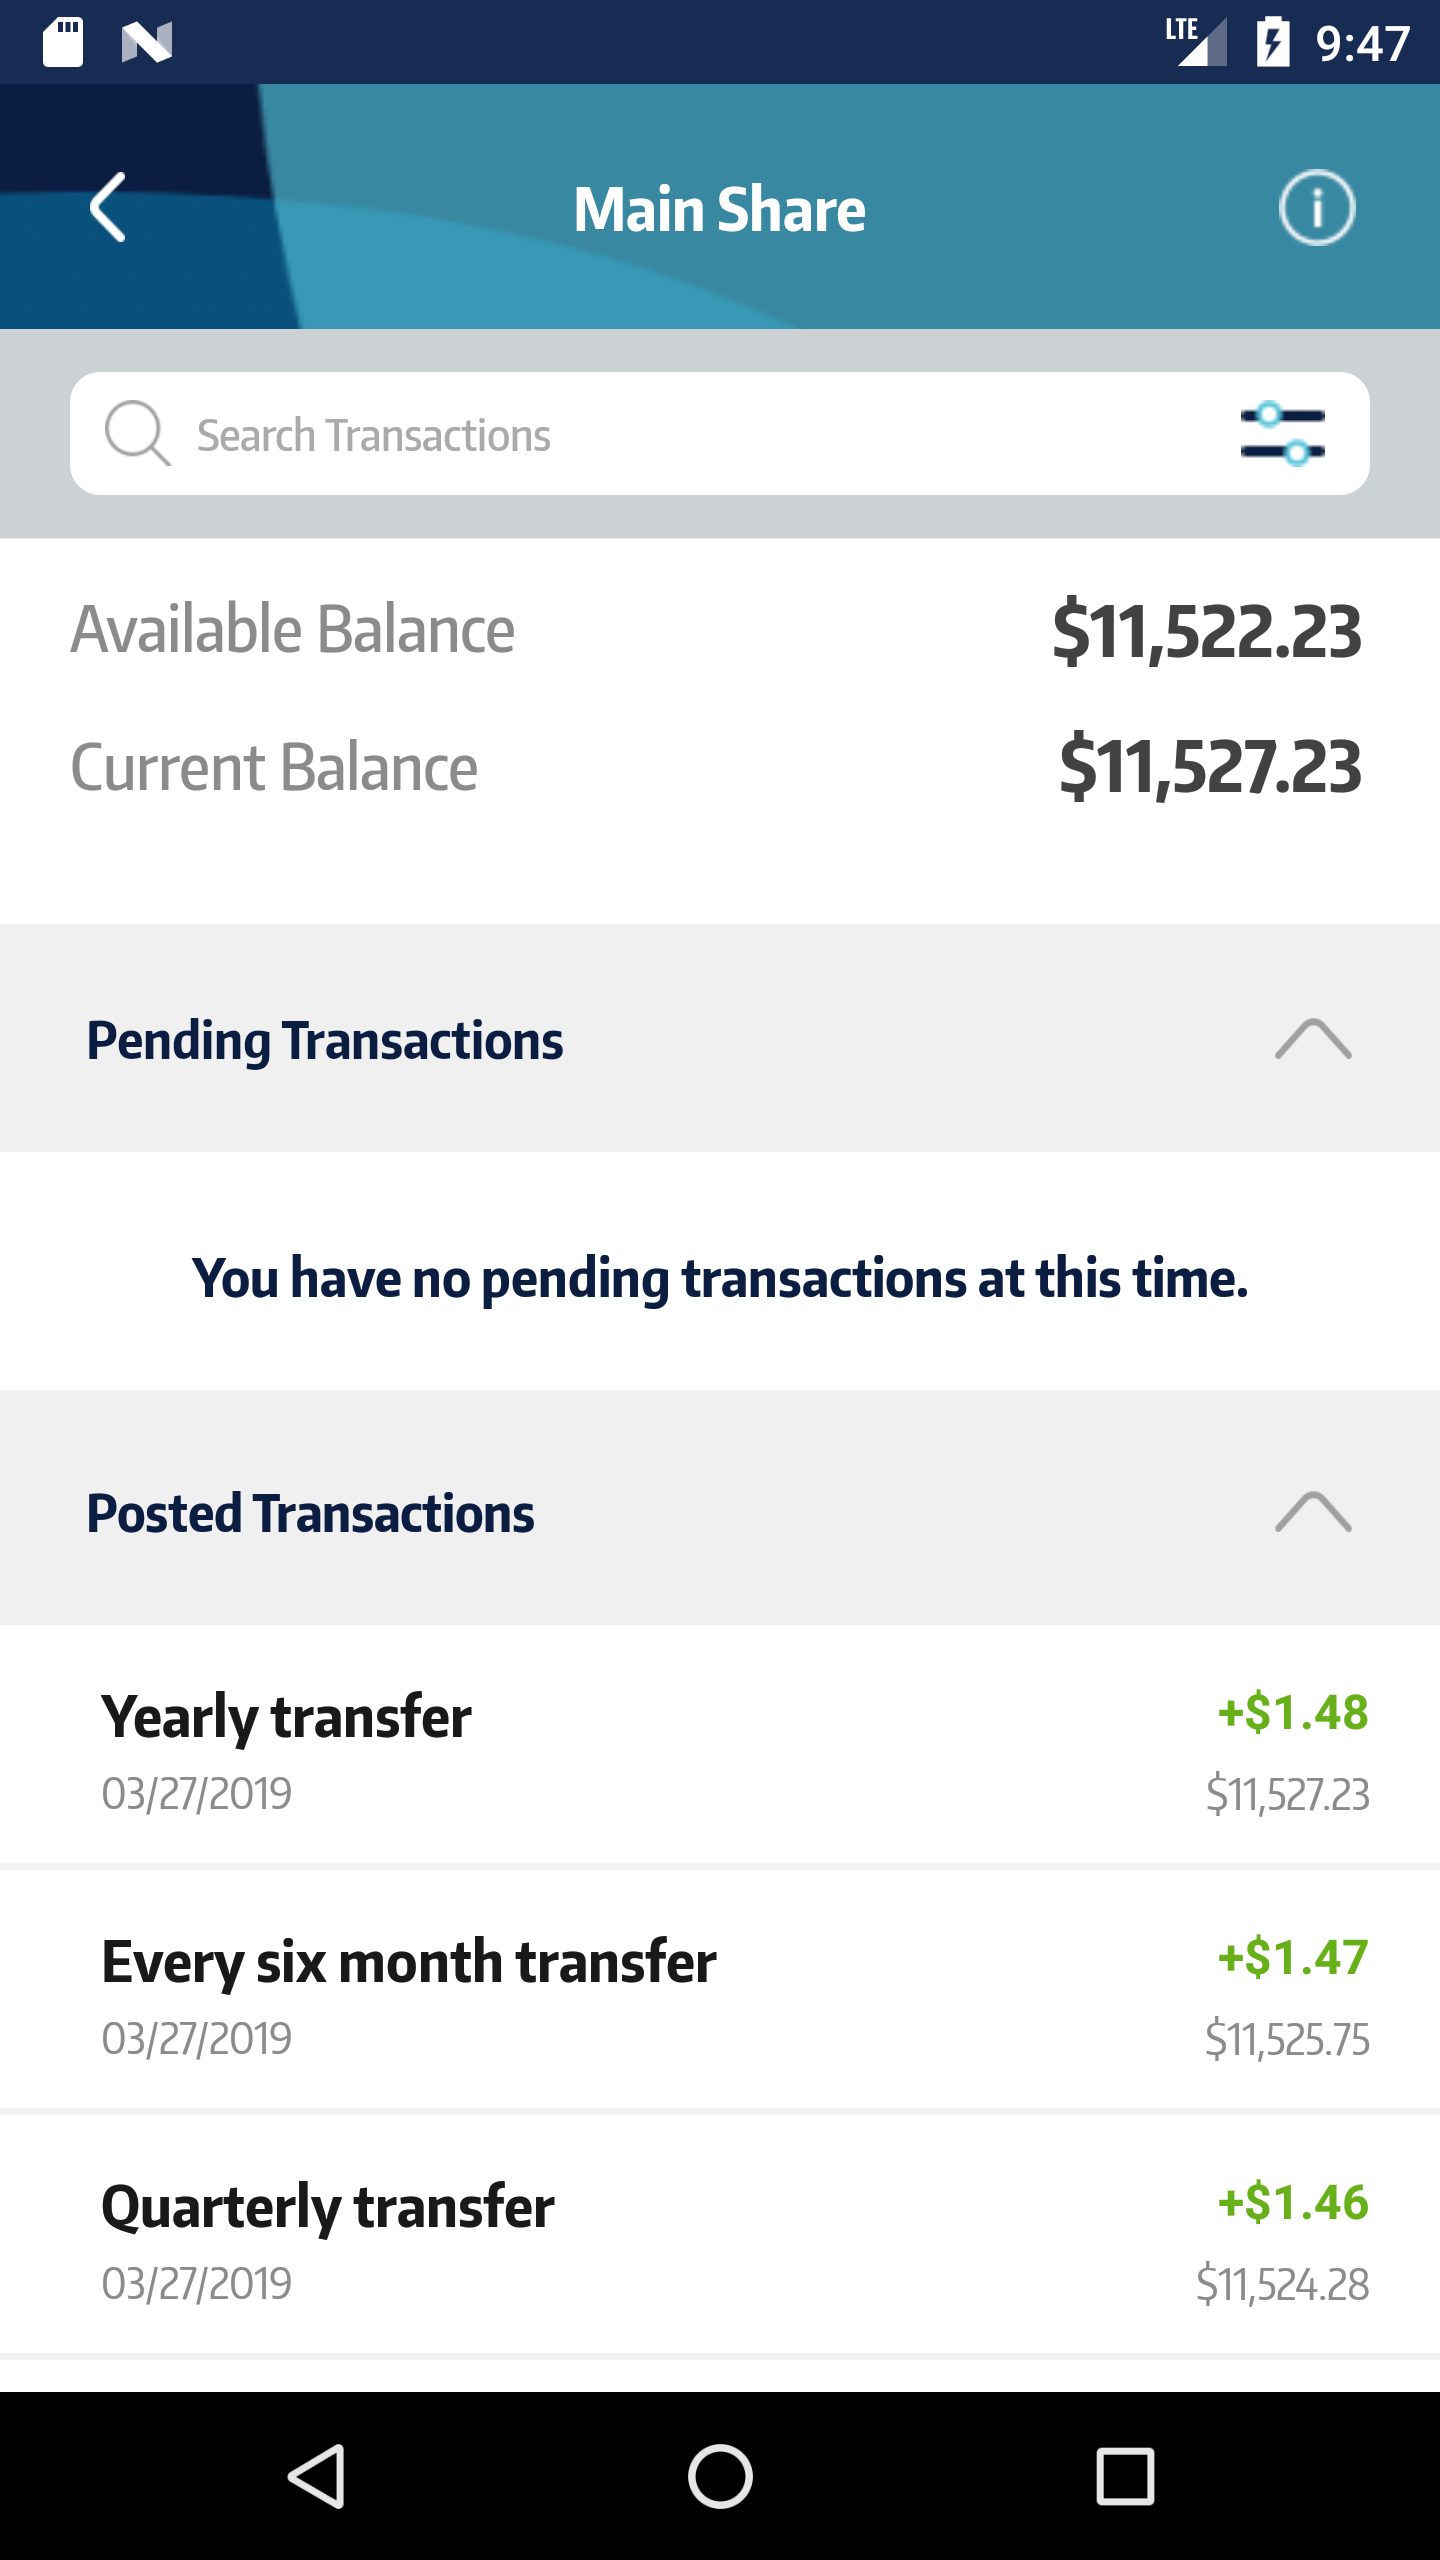 LTE 9:47
Main Share
Search Transactions
Available Balance $11,522.23
Current Balance $11,527.23
Pending Transactions
You have no pending transactions at this time.
Posted Transactions
Yearly transfer +$1.48
03/27/2019 $11,527.23
Every six month transfer +$1.47
03/27/2019 $11,525.75
Quarterly transfer +$1.46
03/27/2019 $11,524.28